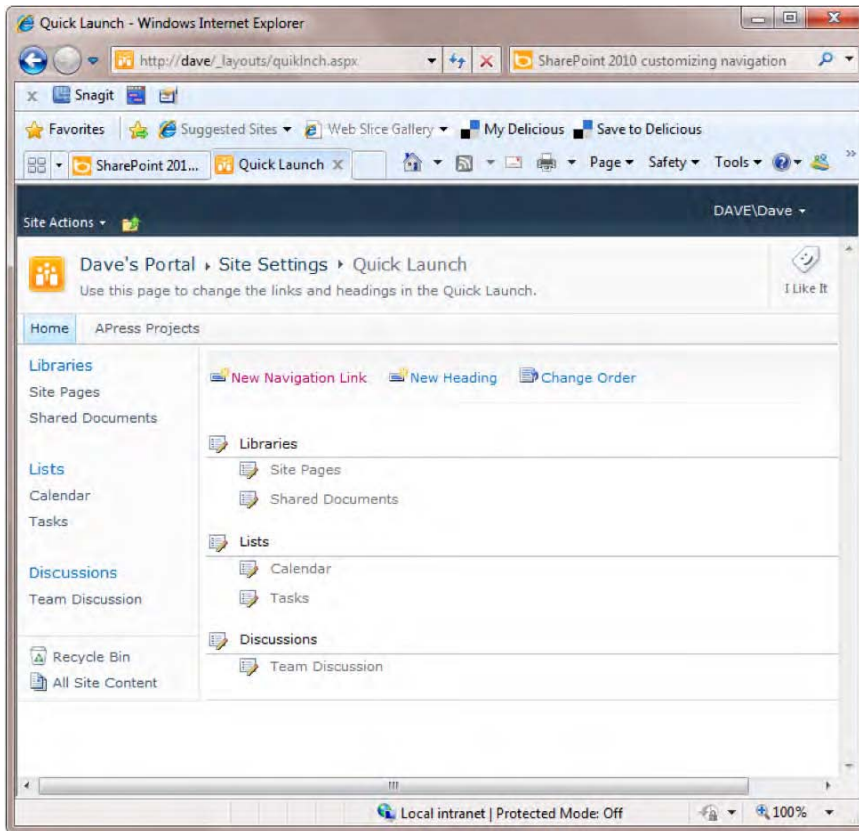 Quick Launch - Windows Internet Explorer
http://dave/_layouts/quiklnch.aspx
SharePoint 2010 customizing navigation
x Snagit
Favorites Suggested Sites Web Slice Gallery My Delicious Save to Delicious
SharePoint 201... Quick Launch X Page Safety Tools »
Site Actions DAVE\Dave
Dave's Portal Site Settings Quick Launch
Use this page to change the links and headings in the Quick Launch.
I Like It
Home APress Projects
Libraries
Site Pages
Shared Documents
Lists
Calendar
Tasks
Discussions
Team Discussion
Recycle Bin
All Site Content
New Navigation Link New Heading Change Order
Libraries
Site Pages
Shared Documents
Lists
Calendar
Tasks
Discussions
Team Discussion
Local intranet | Protected Mode: Off 100%